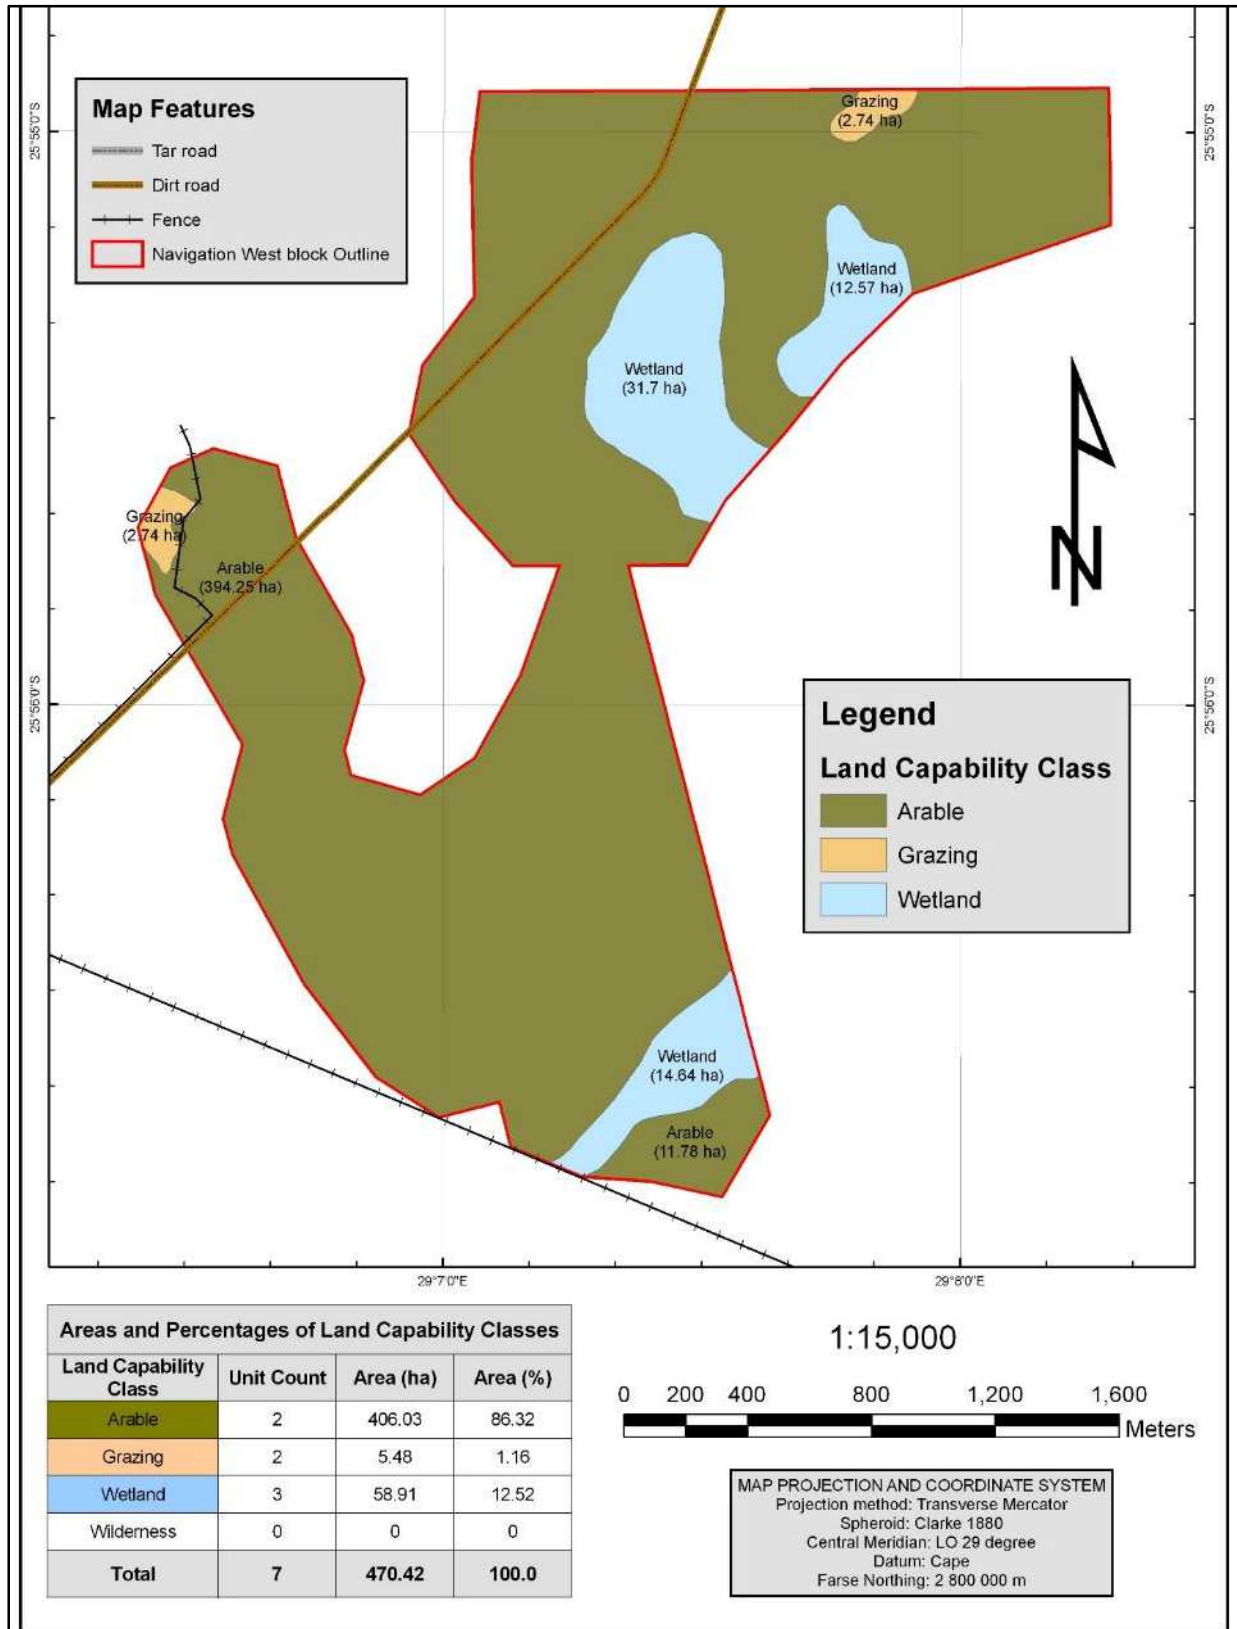 Map Features
Tar road
Dirt road
Fence
Navigation West block Outline
25°55'0"S
25°55'0"S
Grazing
(2.74 ha)
Wetland
(12.57 ha)
Wetland
(31.7 ha)
Grazing
(2.74 ha)
Arable
(394.25 ha)
N
25°56'0"S
25°56'0"S
Legend
Land Capability Class
Arable
Grazing
Wetland
Wetland
(14.64 ha)
Arable
(11.78 ha)
29°7'0"E
29°8'0"E
Areas and Percentages of Land Capability Classes
Land Capability Class Unit Count Area (ha) Area (%)
Arable 2 406.03 86.32
Grazing 2 5.48 1.16
Wetland 3 58.91 12.52
Wilderness 0 0 0
Total 7 470.42 100.0
1:15,000
0 200 400 800 1,200 1,600
Meters
MAP PROJECTION AND COORDINATE SYSTEM
Projection method: Transverse Mercator
Spheroid: Clarke 1880
Central Meridian: LO 29 degree
Datum: Cape
Farse Northing: 2 800 000 m